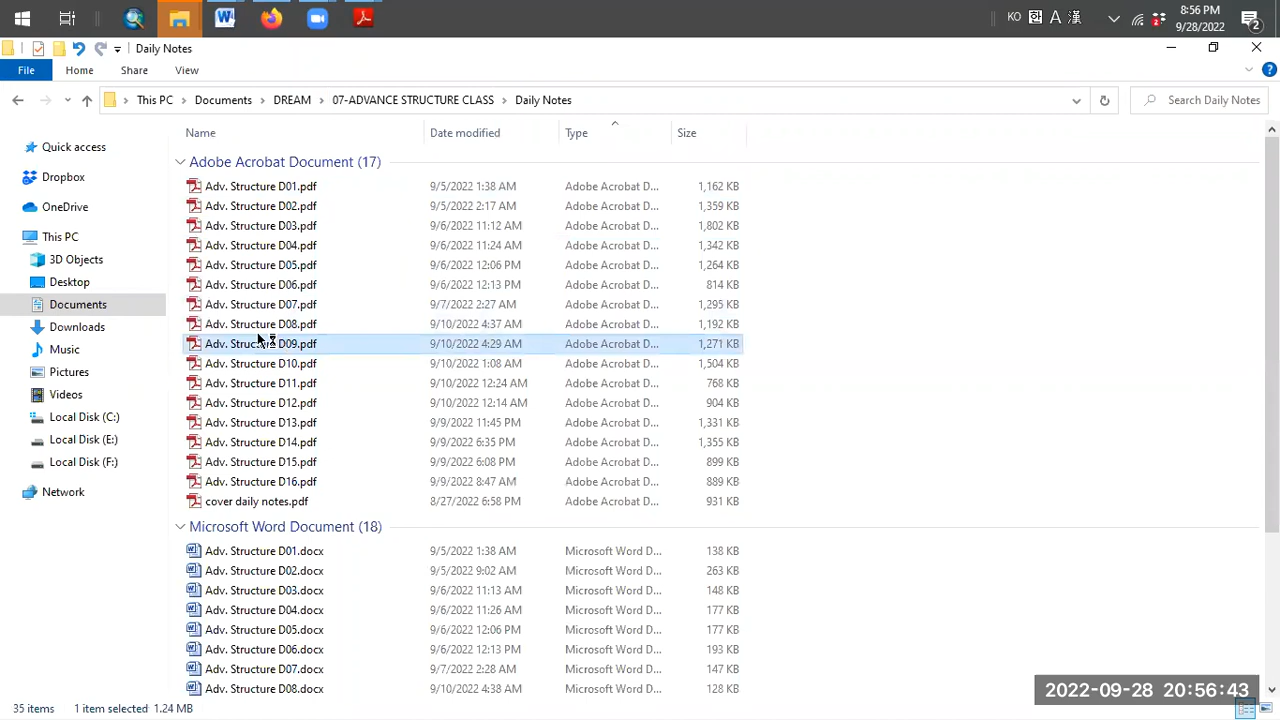 KO 한 A 漢 8:56 PM
9/28/2022
2
2
Daily Notes
File Home Share View
This PC Documents DREAM 07-ADVANCE STRUCTURE CLASS Daily Notes Search Daily Notes
Name Date modified Type Size
Quick access
Dropbox
OneDrive
This PC
3D Objects
Desktop
Documents
Downloads
Music
Pictures
Videos
Local Disk (C:)
Local Disk (E:)
Local Disk (F:)
Network
Adobe Acrobat Document (17)
Adv. Structure D01.pdf 9/5/2022 1:38 AM Adobe Acrobat D... 1,162 KB
Adv. Structure D02.pdf 9/5/2022 2:17 AM Adobe Acrobat D... 1,359 KB
Adv. Structure D03.pdf 9/6/2022 11:12 AM Adobe Acrobat D... 1,802 KB
Adv. Structure D04.pdf 9/6/2022 11:24 AM Adobe Acrobat D... 1,342 KB
Adv. Structure D05.pdf 9/6/2022 12:06 PM Adobe Acrobat D... 1,264 KB
Adv. Structure D06.pdf 9/6/2022 12:13 PM Adobe Acrobat D... 814 KB
Adv. Structure D07.pdf 9/7/2022 2:27 AM Adobe Acrobat D... 1,295 KB
Adv. Structure D08.pdf 9/10/2022 4:37 AM Adobe Acrobat D... 1,192 KB
Adv. Structure D09.pdf 9/10/2022 4:29 AM Adobe Acrobat D... 1,271 KB
Adv. Structure D10.pdf 9/10/2022 1:08 AM Adobe Acrobat D... 1,504 KB
Adv. Structure D11.pdf 9/10/2022 12:24 AM Adobe Acrobat D... 768 KB
Adv. Structure D12.pdf 9/10/2022 12:14 AM Adobe Acrobat D... 904 KB
Adv. Structure D13.pdf 9/9/2022 11:45 PM Adobe Acrobat D... 1,331 KB
Adv. Structure D14.pdf 9/9/2022 6:35 PM Adobe Acrobat D... 1,355 KB
Adv. Structure D15.pdf 9/9/2022 6:08 PM Adobe Acrobat D... 899 KB
Adv. Structure D16.pdf 9/9/2022 8:47 AM Adobe Acrobat D... 889 KB
cover daily notes.pdf 8/27/2022 6:58 PM Adobe Acrobat D... 931 KB
Microsoft Word Document (18)
Adv. Structure D01.docx 9/5/2022 1:38 AM Microsoft Word D... 138 KB
Adv. Structure D02.docx 9/5/2022 9:02 AM Microsoft Word D... 263 KB
Adv. Structure D03.docx 9/6/2022 11:13 AM Microsoft Word D... 148 KB
Adv. Structure D04.docx 9/6/2022 11:26 AM Microsoft Word D... 177 KB
Adv. Structure D05.docx 9/6/2022 12:06 PM Microsoft Word D... 177 KB
Adv. Structure D06.docx 9/6/2022 12:13 PM Microsoft Word D... 193 KB
Adv. Structure D07.docx 9/7/2022 2:28 AM Microsoft Word D... 147 KB
Adv. Structure D08.docx 9/10/2022 4:38 AM Microsoft Word D... 128 KB
2022-09-28 20:56:43
35 items 1 item selected 1.24 MB